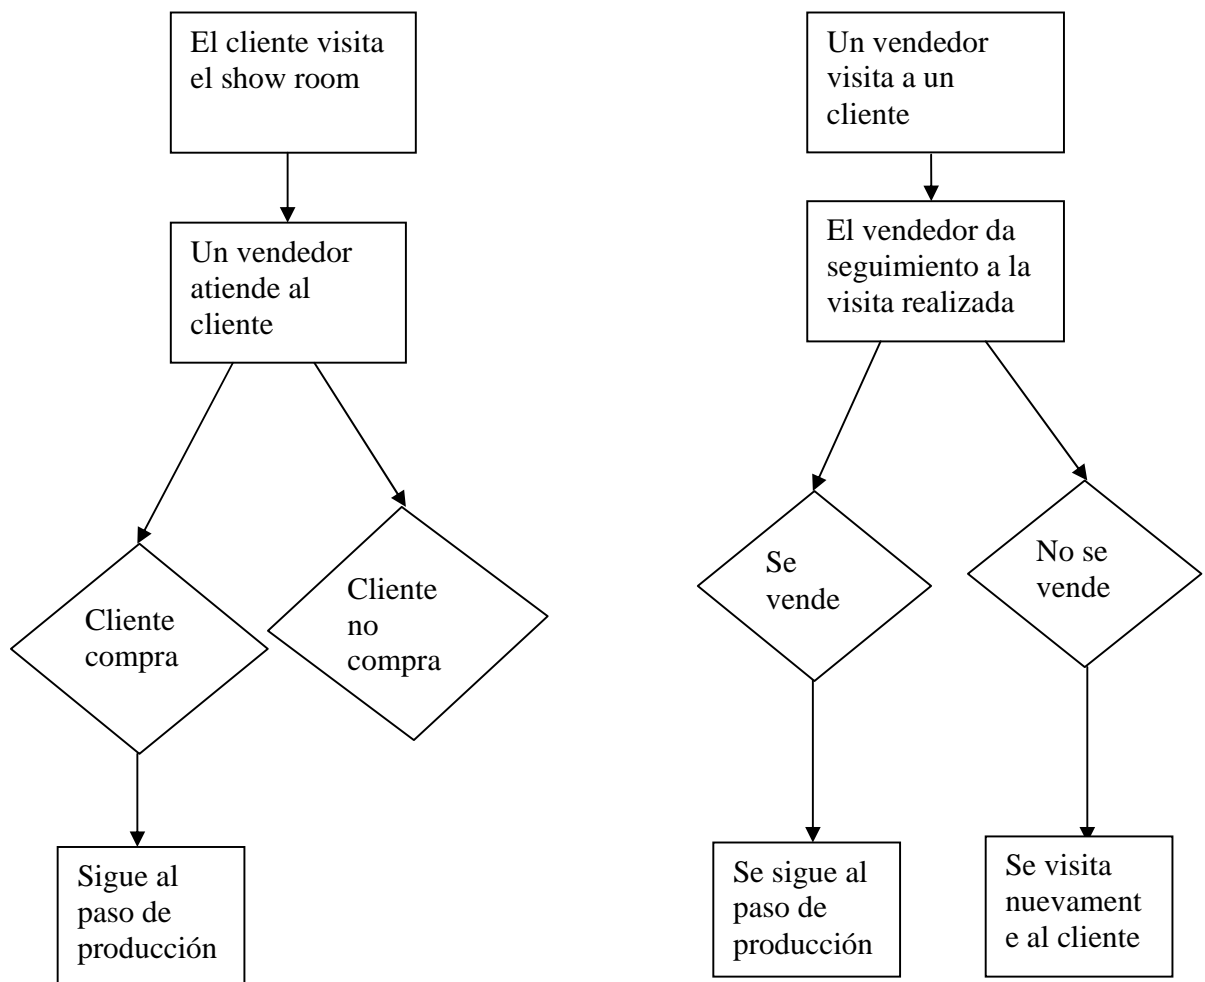 El cliente visita
el show room
Un vendedor
atiende al
cliente
Cliente
compra
Cliente
no
compra
Sigue al
paso de
producción
Un vendedor
visita a un
cliente
El vendedor da
seguimiento a la
visita realizada
Se
vende
No se
vende
Se sigue al
paso de
producción
Se visita
nuevament
e al cliente